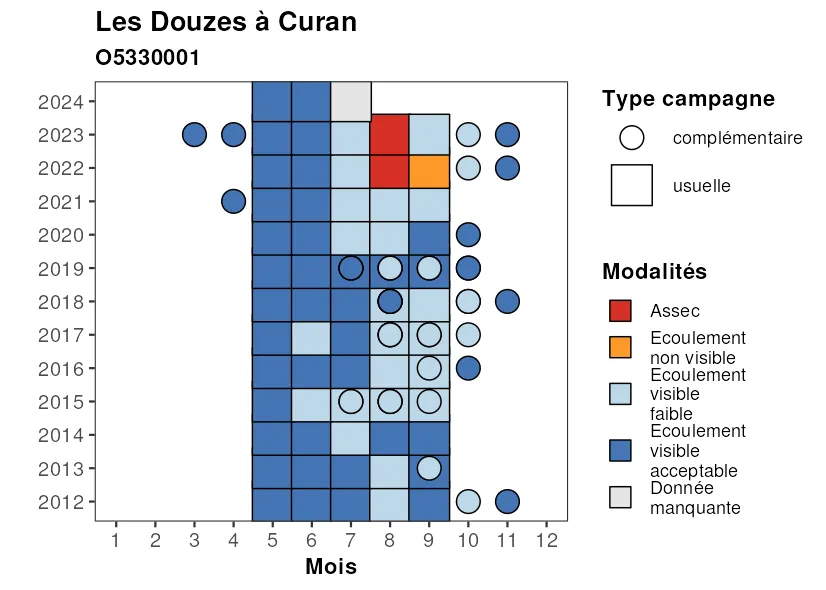 Les Douzes à Curan
O5330001
2024
2023
2022
2021
2020
2019
2018
2017
2016
2015
2014
2013
2012
1 2 3 4 5 6 7 8 9 10 11 12
Mois
Type campagne
complémentaire
usuelle
Modalités
Assec
Ecoulement
non visible
Ecoulement
visible
faible
Ecoulement
visible
acceptable
Donnée
manquante